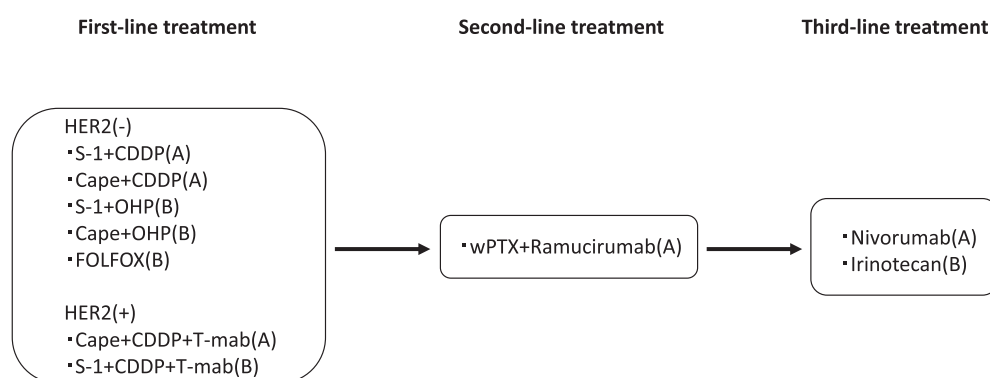 First-line treatment
Second-line treatment
Third-line treatment
HER2(-)
▪S-1+CDDP(A)
▪Cape+CDDP(A)
▪S-1+OHP(B)
▪Cape+OHP(B)
FOLFOX(B)
HER2(+)
▪Cape+CDDP+T-mab(A)
▪S-1+CDDP+T-mab(B)
▪wPTX+Ramucirumab(A)
▪Nivorumab(A)
▪Irinotecan(B)